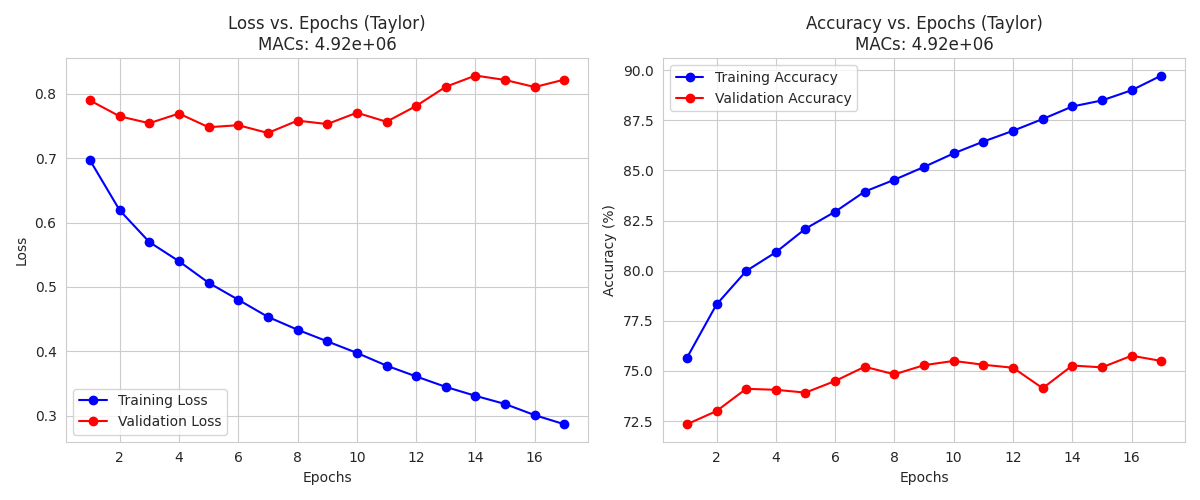 Loss vs. Epochs (Taylor)
MACs: 4.92e+06
0.8
0.7
0.6
0.5
0.4
0.3
Loss
Training Loss
Validation Loss
2 4 6 8 10 12 14 16
Epochs
Accuracy vs. Epochs (Taylor)
MACs: 4.92e+06
90.0
87.5
85.0
82.5
80.0
77.5
75.0
72.5
Accuracy (%)
Training Accuracy
Validation Accuracy
2 4 6 8 10 12 14 16
Epochs